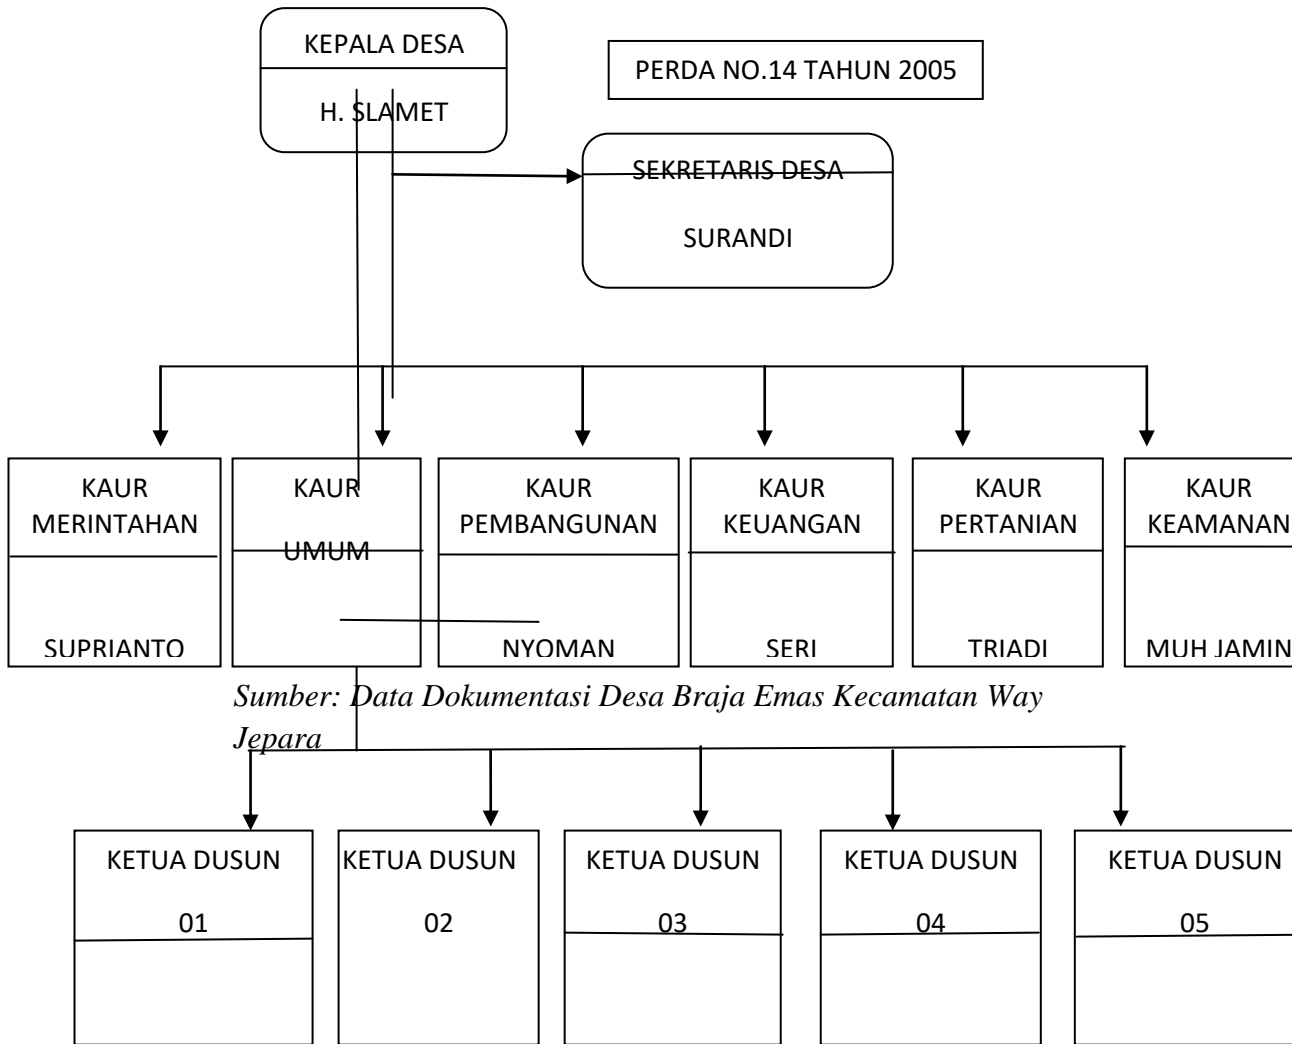 KEPALA DESA
H. SLAMET
PERDA NO.14 TAHUN 2005
SEKRETARIS DESA
SURANDI
KAUR
MERINTAHAN
SUPRIANTO
KAUR
UMUM
KAUR
PEMBANGUNAN
NYOMAN
KAUR
KEUANGAN
SERI
KAUR
PERTANIAN
TRIADI
KAUR
KEAMANAN
MUH JAMIN
Sumber: Data Dokumentasi Desa Braja Emas Kecamatan Way
Jepara
KETUA DUSUN
01
KETUA DUSUN
02
KETUA DUSUN
03
KETUA DUSUN
04
KETUA DUSUN
05